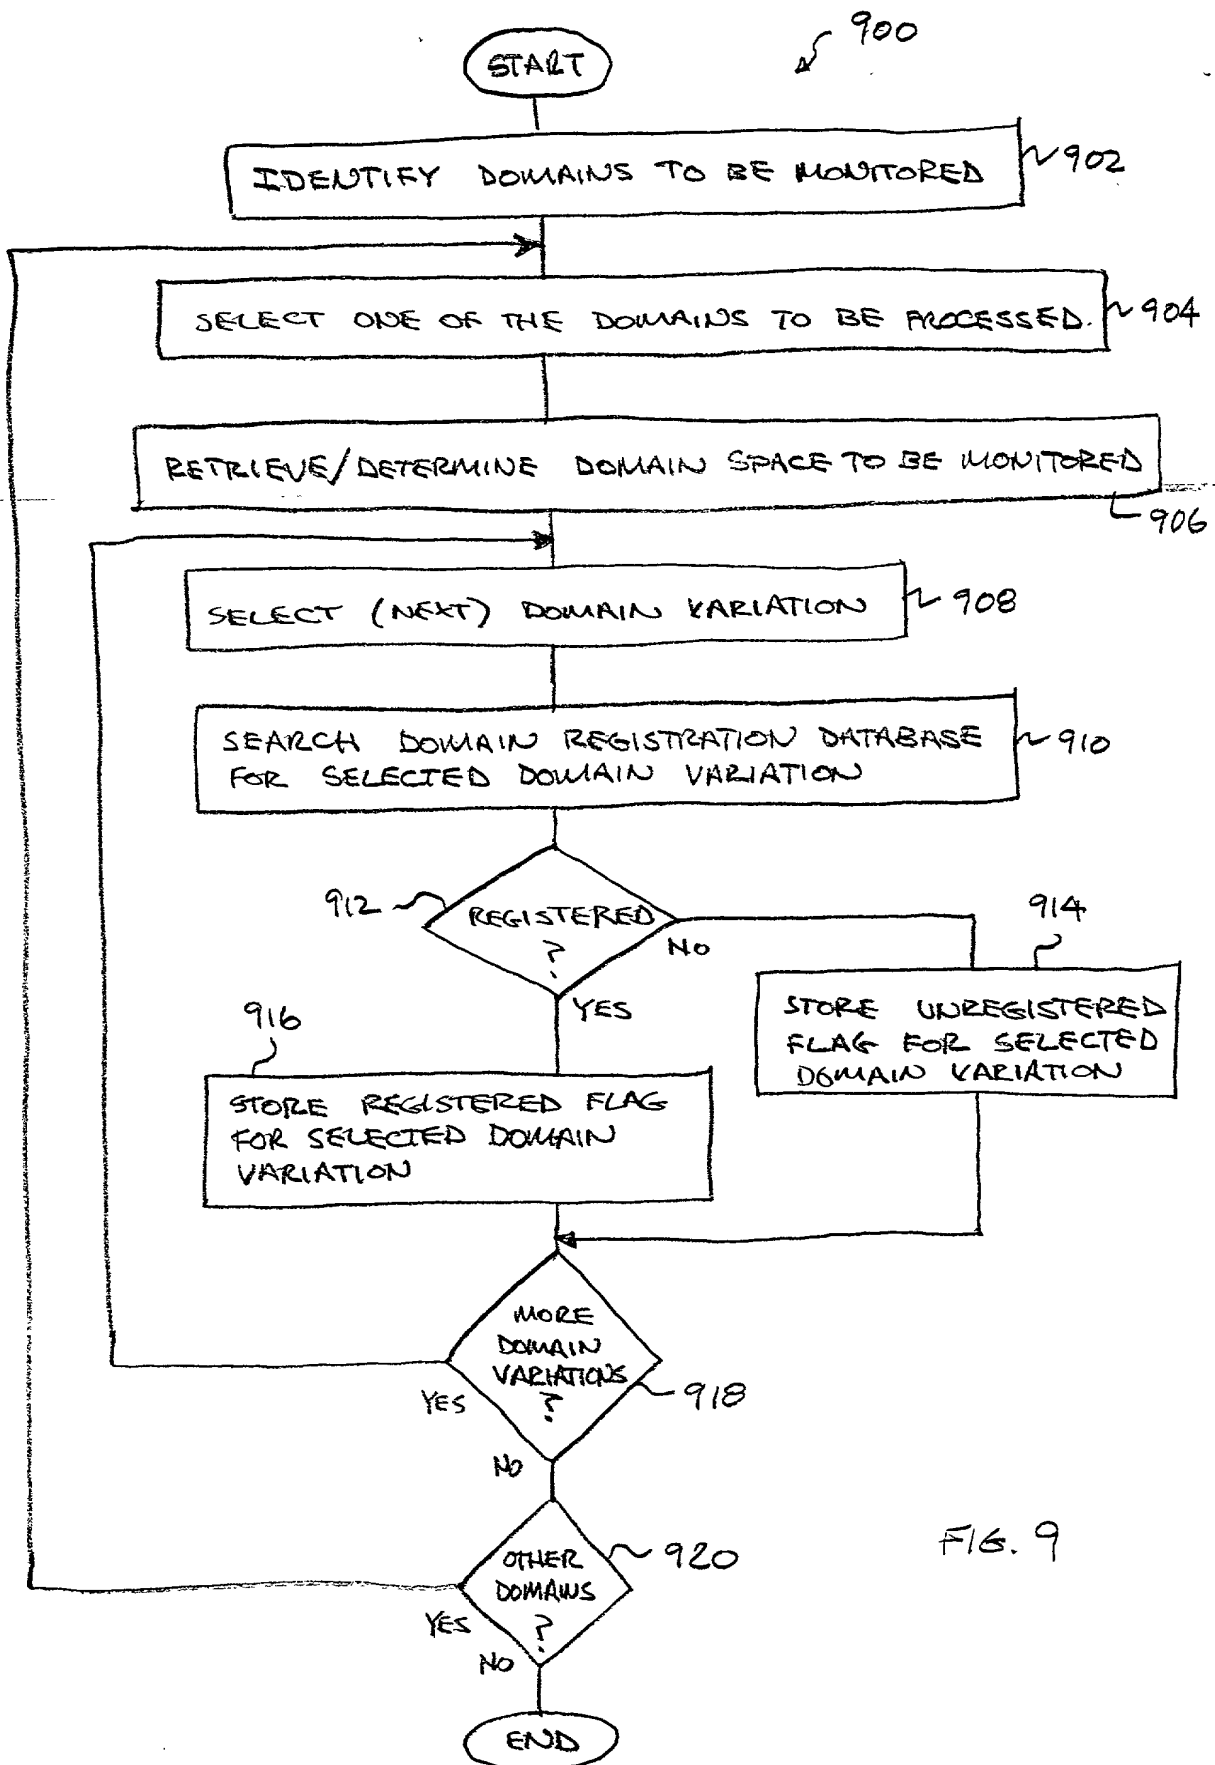 900
START
IDENTIFY DOMAINS TO BE MONITORED
902
SELECT ONE OF THE DOMAINS TO BE PROCESSED.
904
RETRIEVE/DETERMINE DOMAIN SPACE TO BE MONITORED
906
SELECT (NEXT) DOMAIN VARIATION
908
SEARCH DOMAIN REGISTRATION DATABASE
FOR SELECTED DOMAIN VARIATION
910
912
REGISTERED
?
NO
YES
914
STORE UNREGISTERED
FLAG FOR SELECTED
DOMAIN VARIATION
916
STORE REGISTERED FLAG
FOR SELECTED DOMAIN
VARIATION
MORE
DOMAIN
VARIATIONS
?
918
YES
NO
OTHER
DOMAINS
?
920
YES
NO
END
FIG. 9